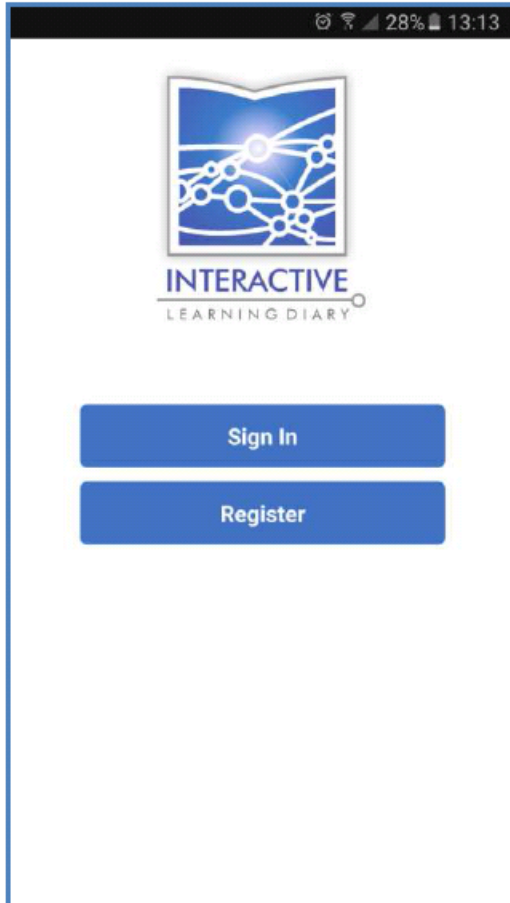 28% 13:13
INTERACTIVE
LEARNING DIARY
Sign In
Register